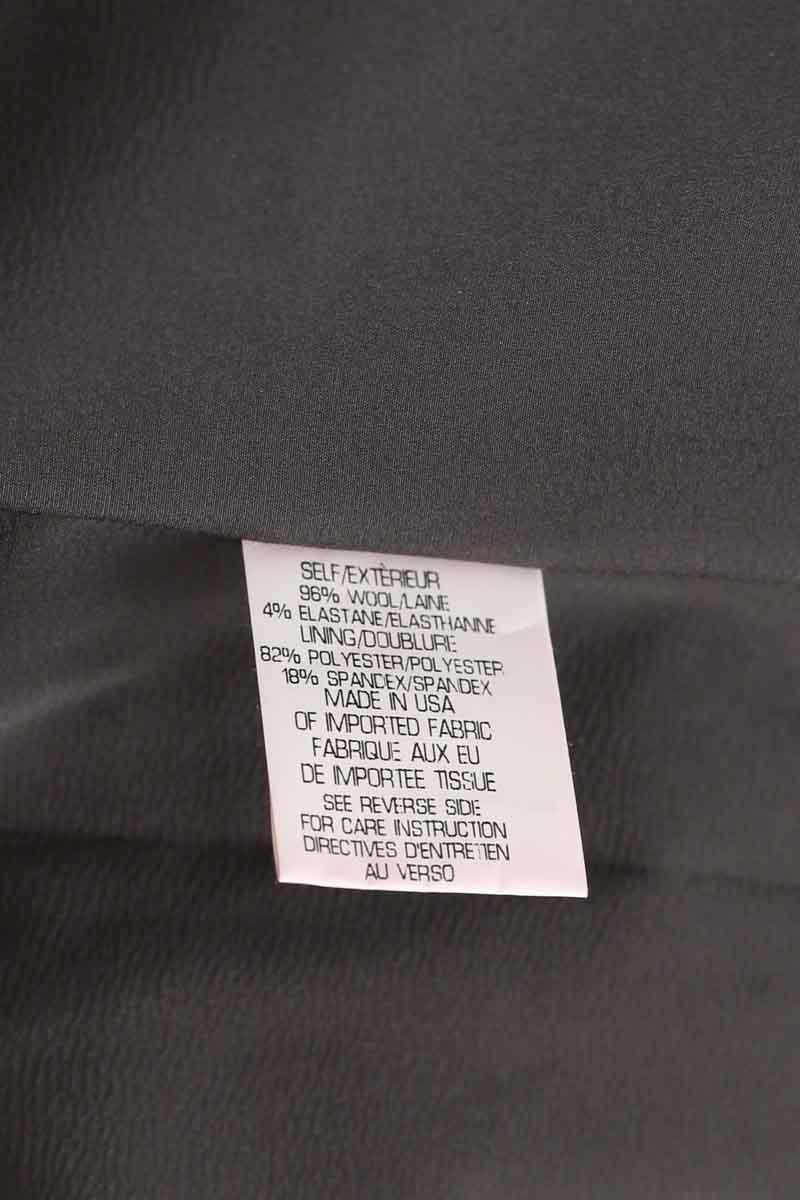 SELF/EXTÈRIEUR
96% WOOL/LAINE
4% ELASTANE/ELASTHANNE
LINING/DOUBLURE
82% POLYESTER/POLYESTER
18% SPANDEX/SPANDEX
MADE IN USA
OF IMPORTED FABRIC
FABRIQUE AUX EU
DE IMPORTEE TISSUE
SEE REVERSE SIDE
FOR CARE INSTRUCTION
DIRECTIVES D'ENTRETIEN
AU VERSO